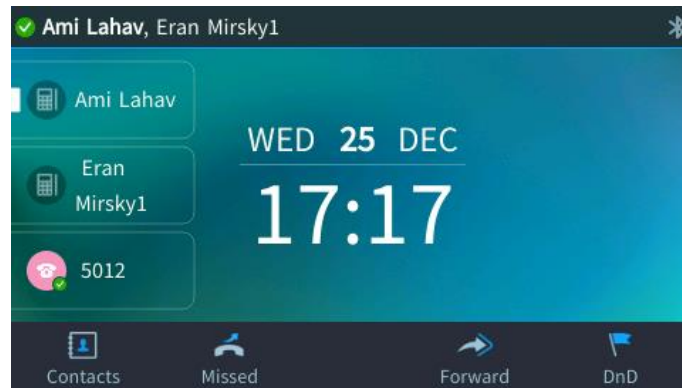 Ami Lahav, Eran Mirsky1
Ami Lahav
Eran
Mirsky1
5012
WED 25 DEC
17:17
Contacts
Missed
Forward
DnD